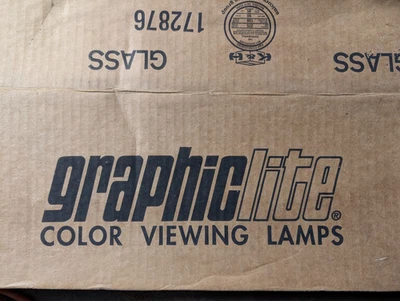 172876
GLASS
GLASS
graphiclite®
COLOR VIEWING LAMPS